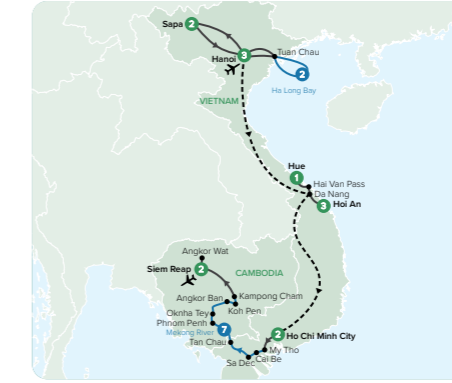 Sapa
2
Hanoi
3
Tuan Chau
2
Ha Long Bay
VIETNAM
Hue
1
Hai Van Pass
Da Nang
3
Hoi An
Angkor Wat
Siem Reap
2
CAMBODIA
Angkor Ban
Kampong Cham
Koh Pen
Oknha Tey
Phnom Penh
7
Mekong River
Tan Chau
2
Ho Chi Minh City
My Tho
Cai Be
Sa Dec